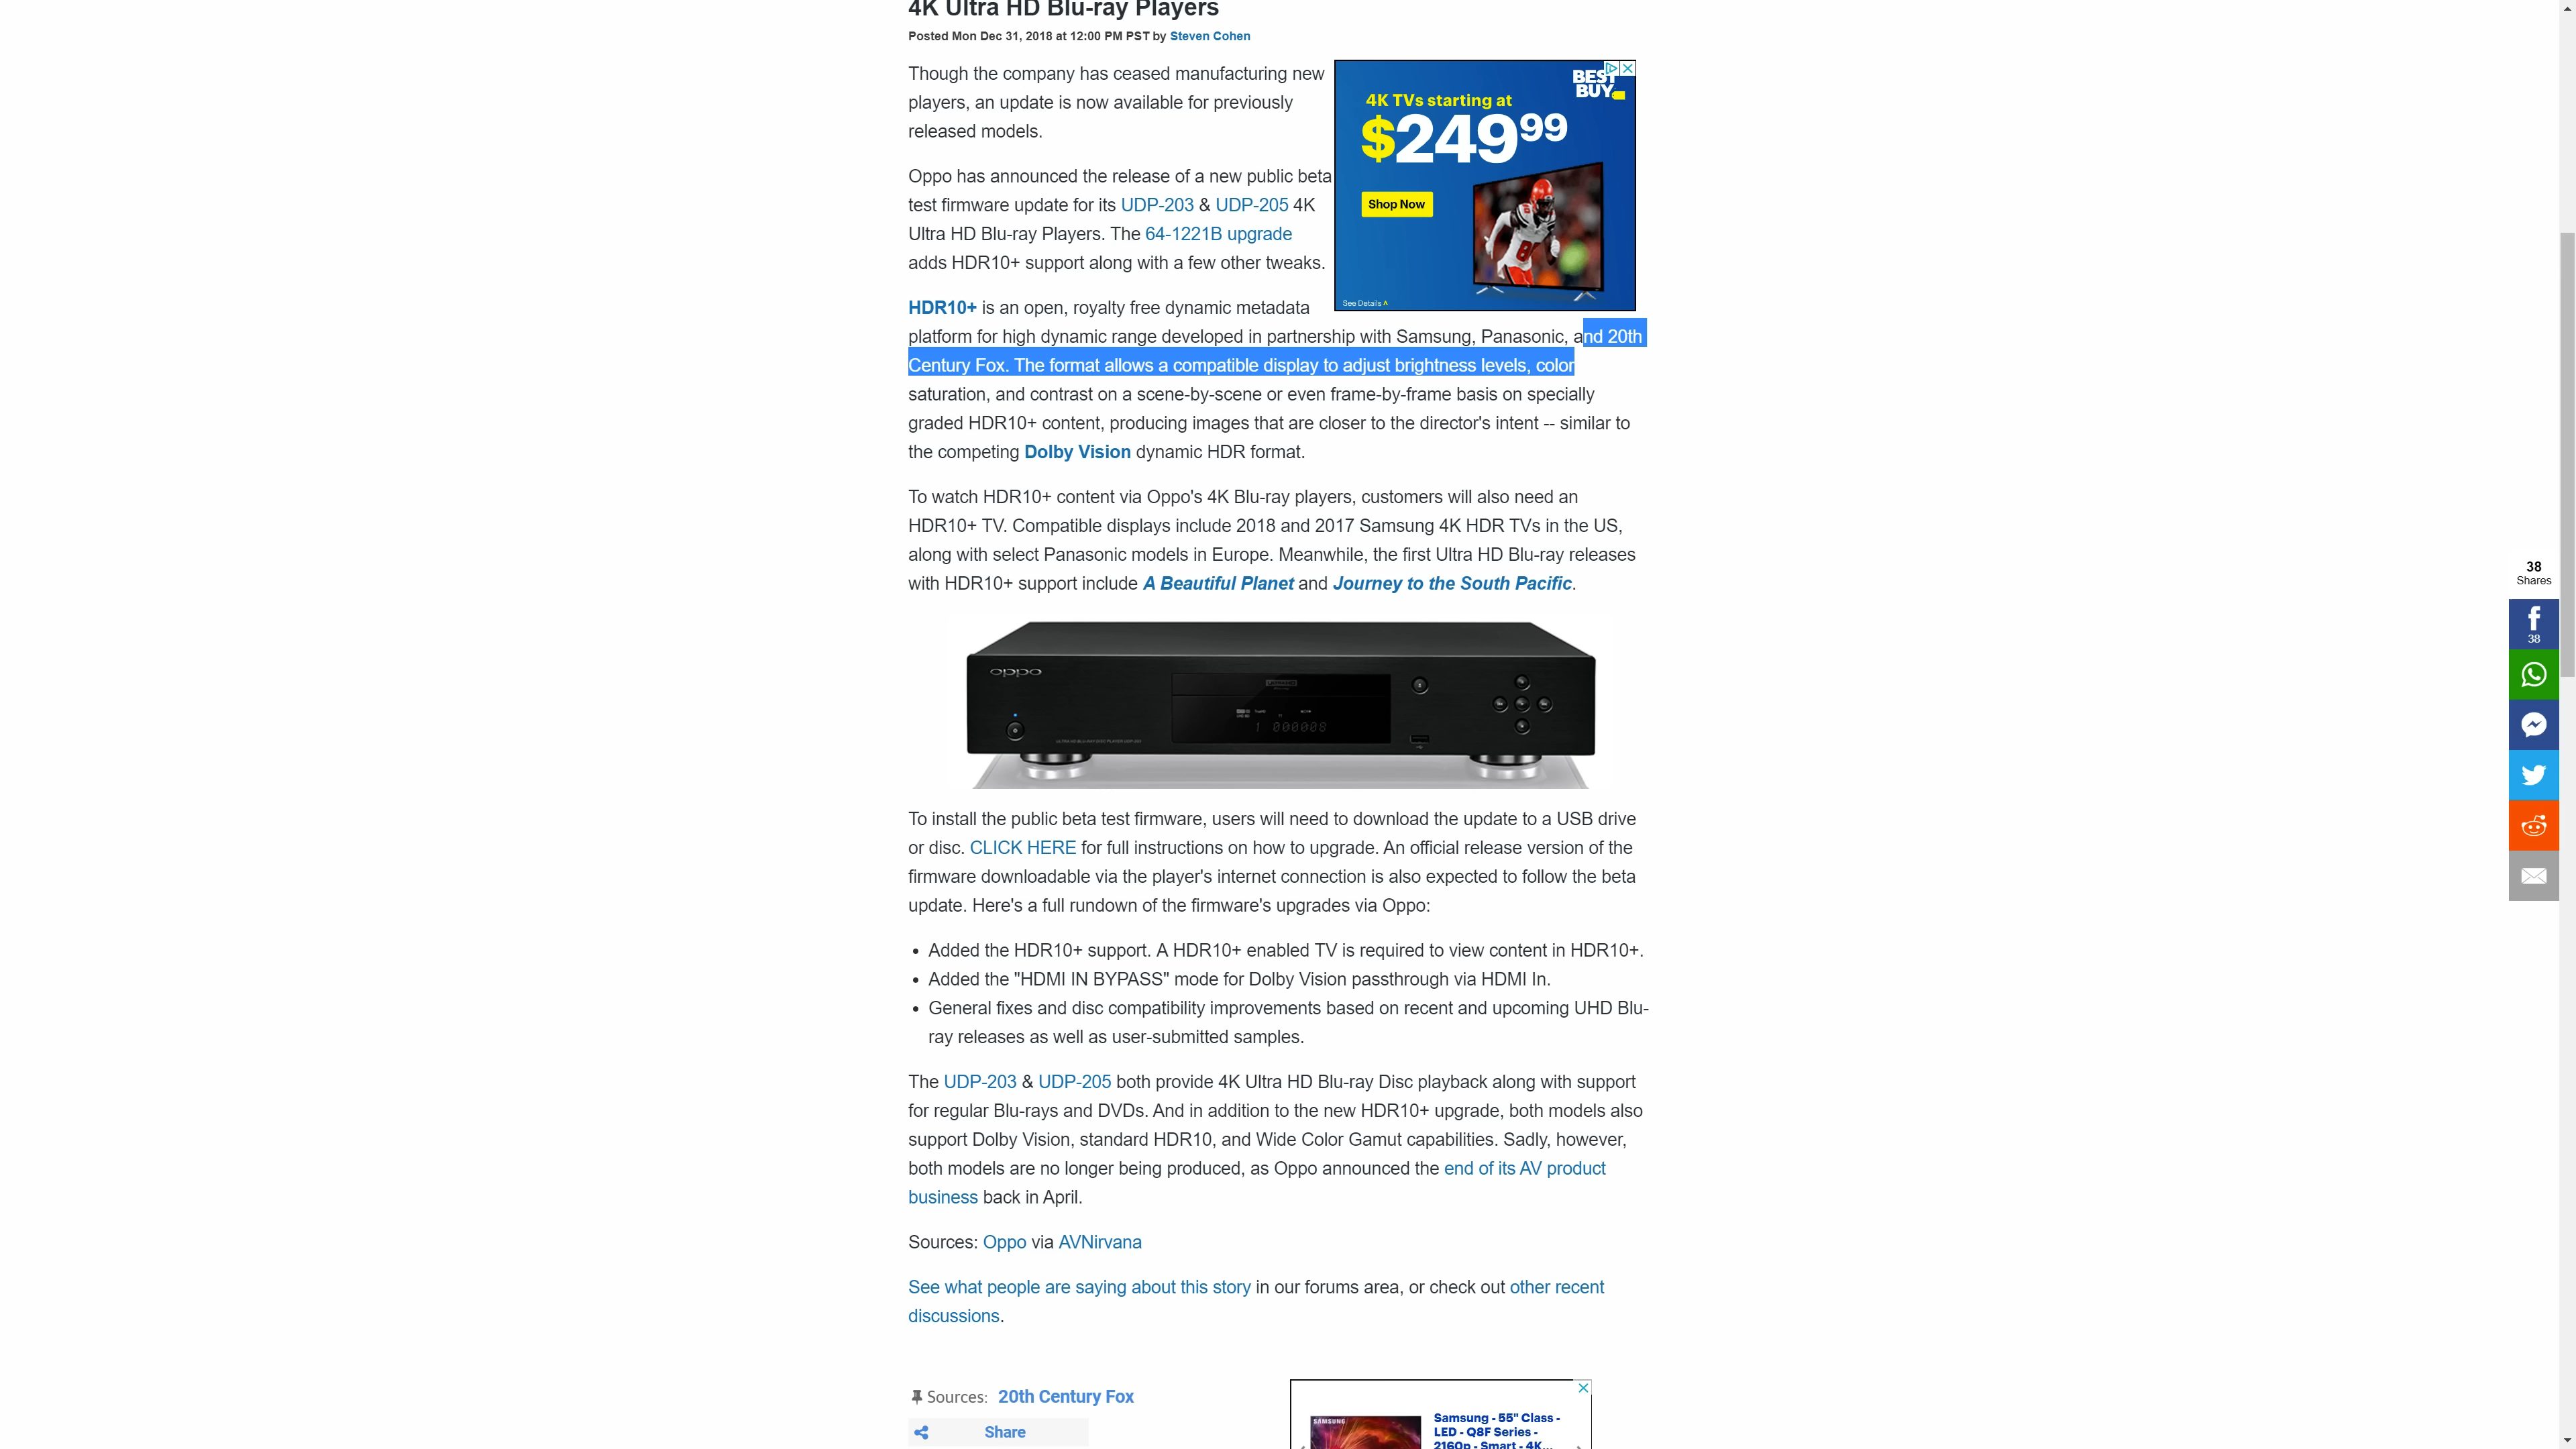 4K Ultra HD Blu-ray Players
Posted Mon Dec 31, 2018 at 12:00 PM PST by Steven Cohen
Though the company has ceased manufacturing new
players, an update is now available for previously
released models.
BEST
BUY
4K TVs starting at
$249 99
Shop Now
See Details ^
Oppo has announced the release of a new public beta
test firmware update for its UDP-203 & UDP-205 4K
Ultra HD Blu-ray Players. The 64-1221B upgrade
adds HDR10+ support along with a few other tweaks.
HDR10+ is an open, royalty free dynamic metadata
platform for high dynamic range developed in partnership with Samsung, Panasonic, and 20th
Century Fox. The format allows a compatible display to adjust brightness levels, color
saturation, and contrast on a scene-by-scene or even frame-by-frame basis on specially
graded HDR10+ content, producing images that are closer to the director's intent -- similar to
the competing Dolby Vision dynamic HDR format.
To watch HDR10+ content via Oppo's 4K Blu-ray players, customers will also need an
HDR10+ TV. Compatible displays include 2018 and 2017 Samsung 4K HDR TVs in the US,
along with select Panasonic models in Europe. Meanwhile, the first Ultra HD Blu-ray releases
with HDR10+ support include A Beautiful Planet and Journey to the South Pacific.
38
Shares
38
oppo
To install the public beta test firmware, users will need to download the update to a USB drive
or disc. CLICK HERE for full instructions on how to upgrade. An official release version of the
firmware downloadable via the player's internet connection is also expected to follow the beta
update. Here's a full rundown of the firmware's upgrades via Oppo:
• Added the HDR10+ support. A HDR10+ enabled TV is required to view content in HDR10+.
• Added the "HDMI IN BYPASS" mode for Dolby Vision passthrough via HDMI In.
• General fixes and disc compatibility improvements based on recent and upcoming UHD Blu-
ray releases as well as user-submitted samples.
The UDP-203 & UDP-205 both provide 4K Ultra HD Blu-ray Disc playback along with support
for regular Blu-rays and DVDs. And in addition to the new HDR10+ upgrade, both models also
support Dolby Vision, standard HDR10, and Wide Color Gamut capabilities. Sadly, however,
both models are no longer being produced, as Oppo announced the end of its AV product
business back in April.
Sources: Oppo via AVNirvana
See what people are saying about this story in our forums area, or check out other recent
discussions.
Sources: 20th Century Fox
Share
SAMSUNG
Samsung - 55" Class -
LED - Q8F Series -
2160p - Smart - 4K...